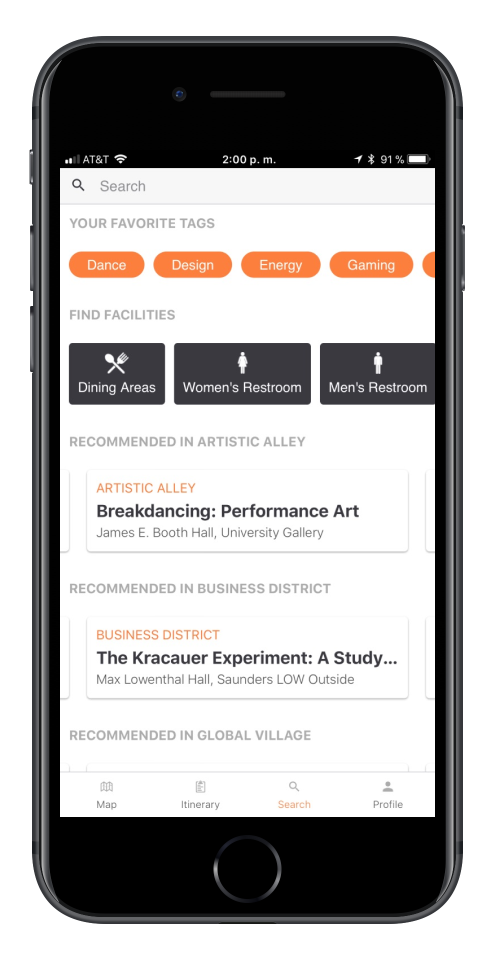 AT&T 2:00 p. m. 91 %
Search
YOUR FAVORITE TAGS
Dance Design Energy Gaming
FIND FACILITIES
Dining Areas Women's Restroom Men's Restroom
RECOMMENDED IN ARTISTIC ALLEY
ARTISTIC ALLEY
Breakdancing: Performance Art
James E. Booth Hall, University Gallery
RECOMMENDED IN BUSINESS DISTRICT
BUSINESS DISTRICT
The Kracauer Experiment: A Study...
Max Lowenthal Hall, Saunders LOW Outside
RECOMMENDED IN GLOBAL VILLAGE
Map Itinerary Search Profile